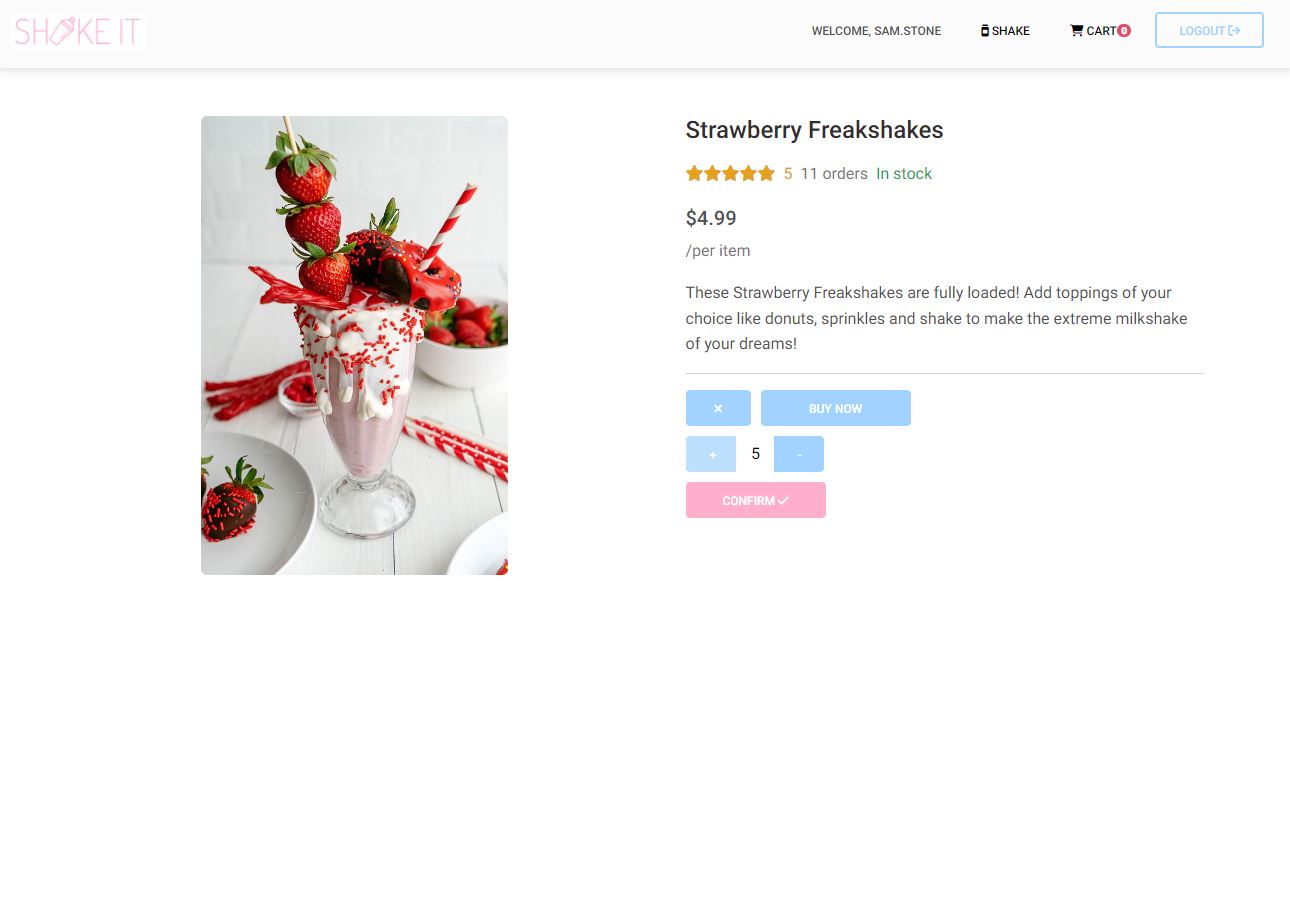 SHAKE IT
WELCOME, SAM.STONE
SHAKE
CART 0
LOGOUT
Strawberry Freakshakes
5 11 orders In stock
$4.99
/per item
These Strawberry Freakshakes are fully loaded! Add toppings of your
choice like donuts, sprinkles and shake to make the extreme milkshake
of your dreams!
× BUY NOW
+ 5 -
CONFIRM